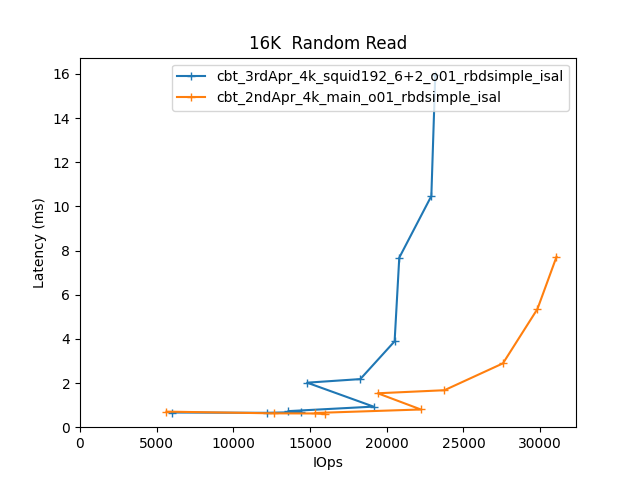 16K  Random Read
cbt_3rdApr_4k_squid192_6+2_o01_rbdsimple_isal
cbt_2ndApr_4k_main_o01_rbdsimple_isal
16
14
12
10
8
6
4
2
0
Latency (ms)
0 5000 10000 15000 20000 25000 30000
IOps